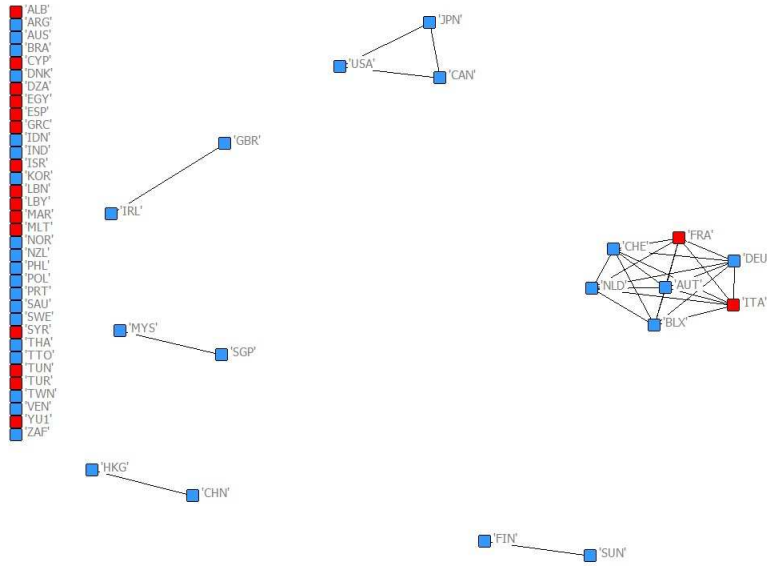 'ALB'
'ARG'
'AUS'
'BRA'
'CYP'
'DNK'
'DZA'
'EGY'
'ESP'
'GRC'
'IDN'
'IND'
'ISR'
'KOR'
'LBN'
'LBY'
'MAR'
'MLT'
'NOR'
'NZL'
'PHL'
'POL'
'PRT'
'SAU'
'SWE'
'SYR'
'THA'
'TTO'
'TUN'
'TUR'
'TWN'
'VEN'
'YU1'
'ZAF'
'JPN'
'USA'
'CAN'
'GBR'
'IRL'
'FRA'
'CHE'
'DEU
'NLD'
'AUT'
'ITA'
'BLX'
'MYS'
'SGP'
'HKG'
'CHN'
'FIN'
'SUN'